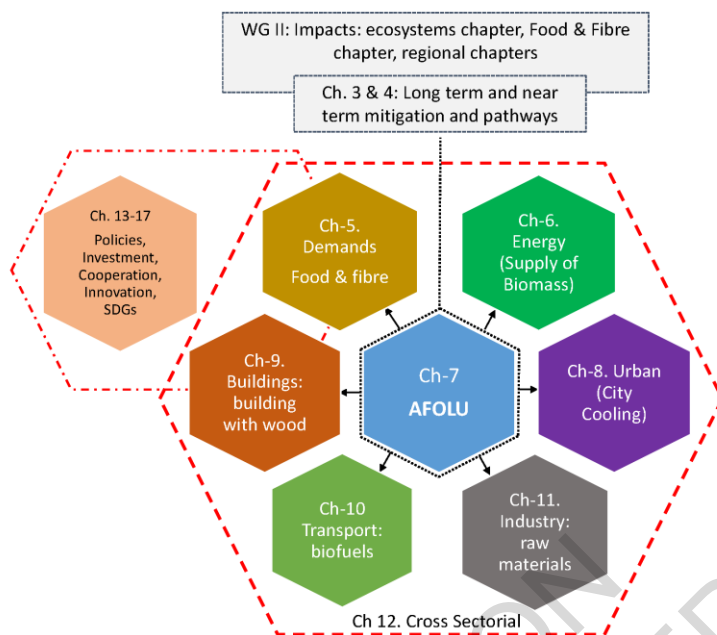 WG II: Impacts: ecosystems chapter, Food & Fibre
chapter, regional chapters
Ch. 3 & 4: Long term and near
term mitigation and pathways
Ch. 13-17
Policies,
Investment,
Cooperation,
Innovation,
SDGs
Ch-5.
Demands
Food & fibre
Ch-6.
Energy
(Supply of
Biomass)
Ch-9.
Buildings:
building
with wood
Ch-7
AFOLU
Ch-8. Urban
(City
Cooling)
Ch-10
Transport:
biofuels
Ch-11.
Industry:
raw
materials
Ch 12. Cross Sectorial